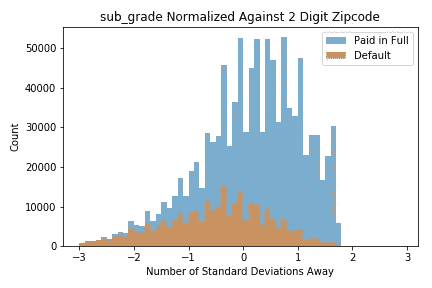 sub_grade Normalized Against 2 Digit Zipcode
Paid in Full
Default
50000
40000
30000
20000
10000
0
Count
−3
−2
−1
0
1
2
3
Number of Standard Deviations Away